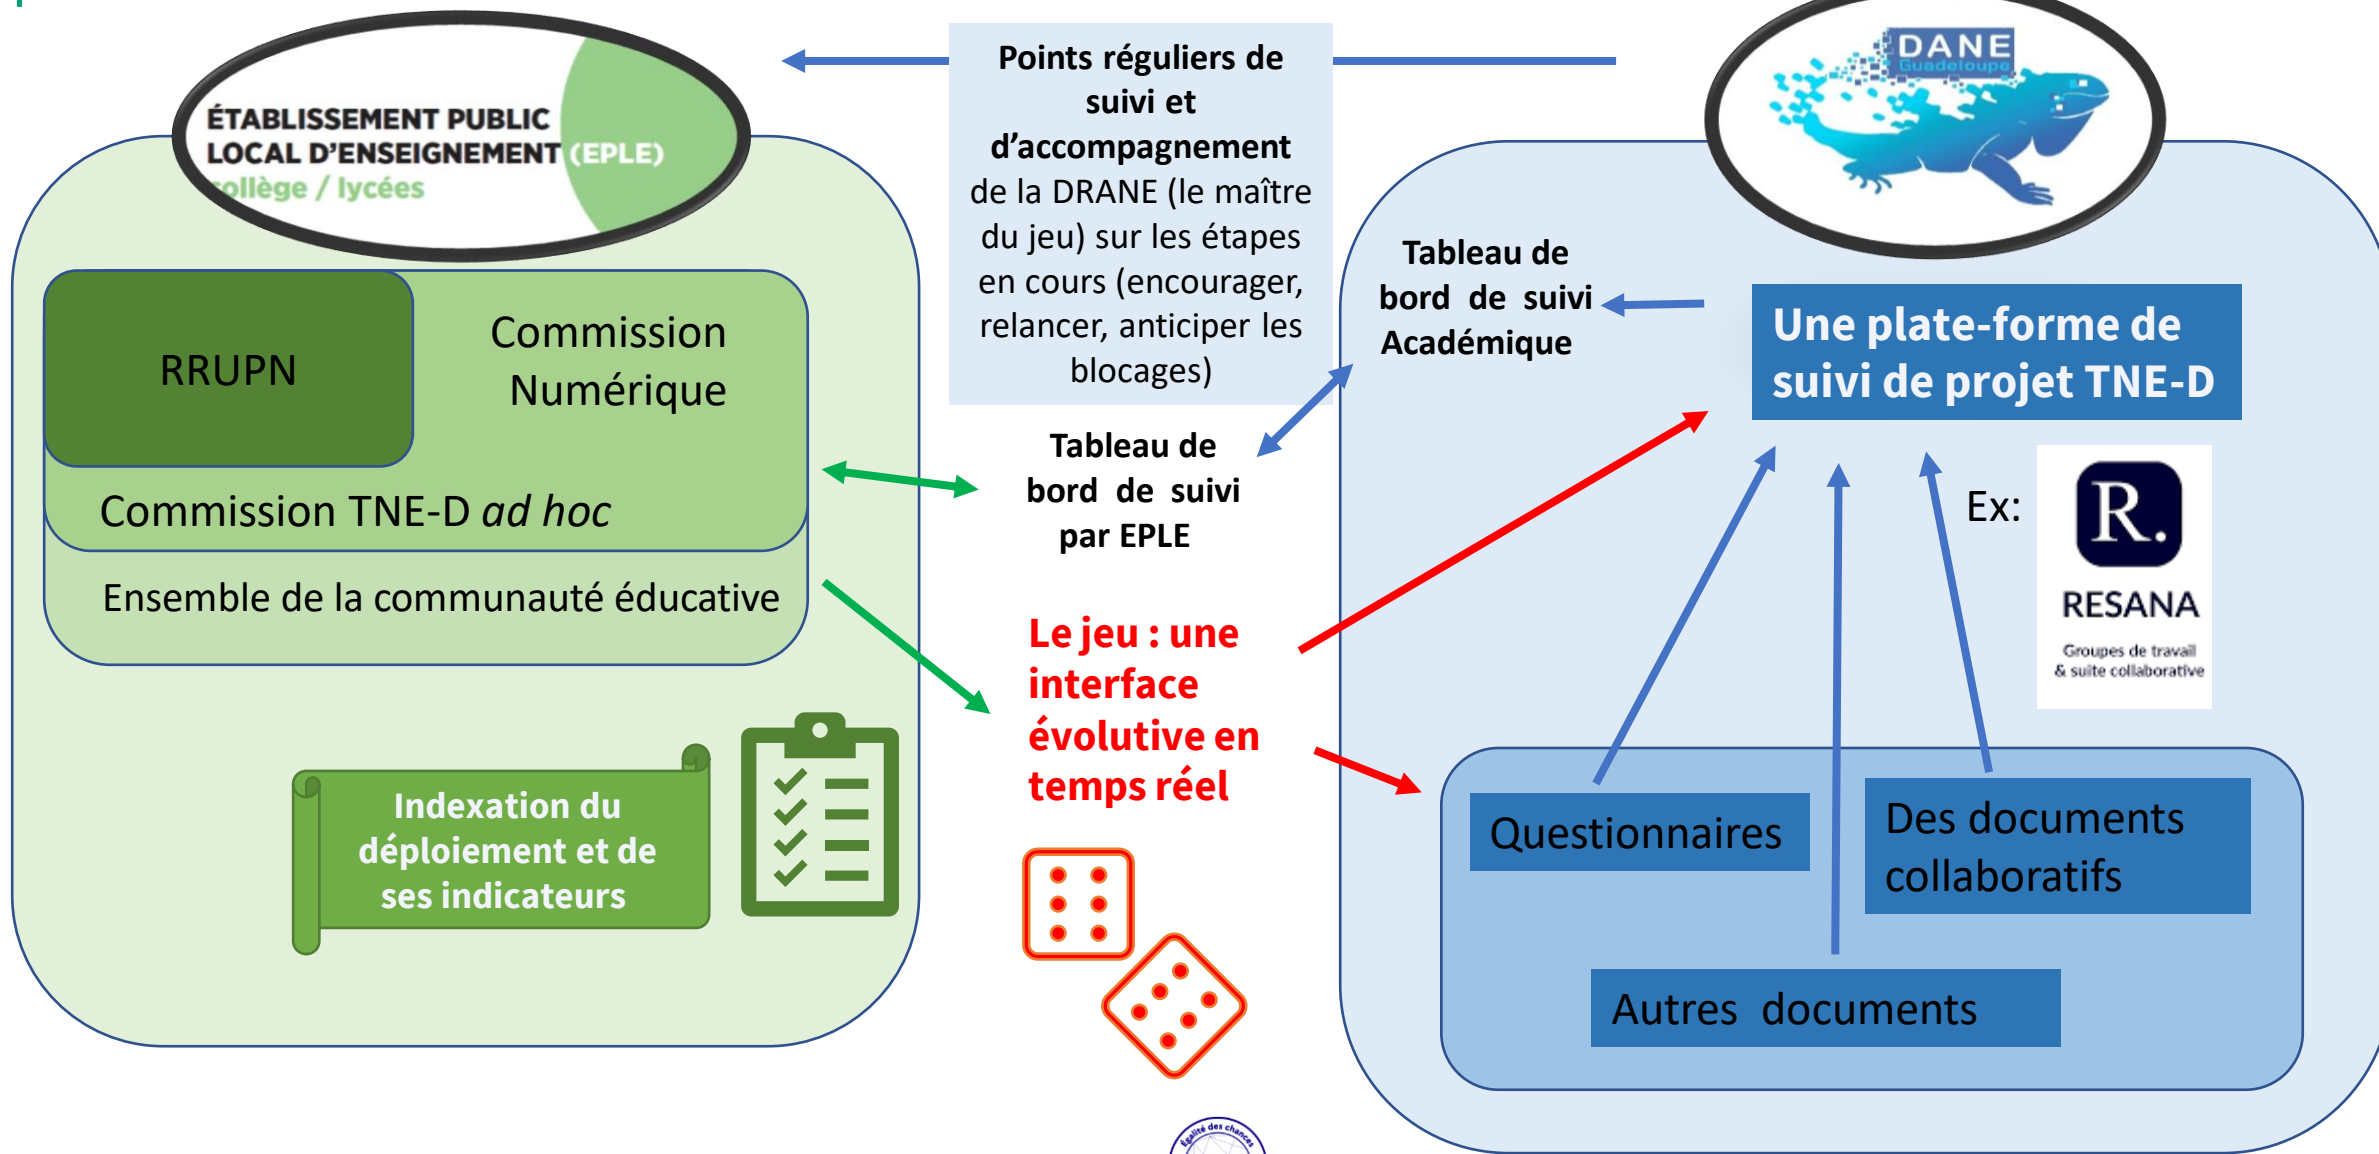 ÉTABLISSEMENT PUBLIC
LOCAL D'ENSEIGNEMENT (EPLE)
collège / lycées
RRUPN
Commission
Numérique
Commission TNE-D ad hoc
Ensemble de la communauté éducative
Indexation du
déploiement et de
ses indicateurs
Points réguliers de
suivi et
d’accompagnement
de la DRANE (le maître
du jeu) sur les étapes
en cours (encourager,
relancer, anticiper les
blocages)
Tableau de
bord de suivi
par EPLE
Le jeu : une
interface
évolutive en
temps réel
Égalité des chances
DANE
Guadeloupe
Tableau de
bord de suivi
Académique
Une plate-forme de
suivi de projet TNE-D
Ex:
R.
RESANA
Groupes de travail
& suite collaborative
Questionnaires
Des documents
collaboratifs
Autres documents